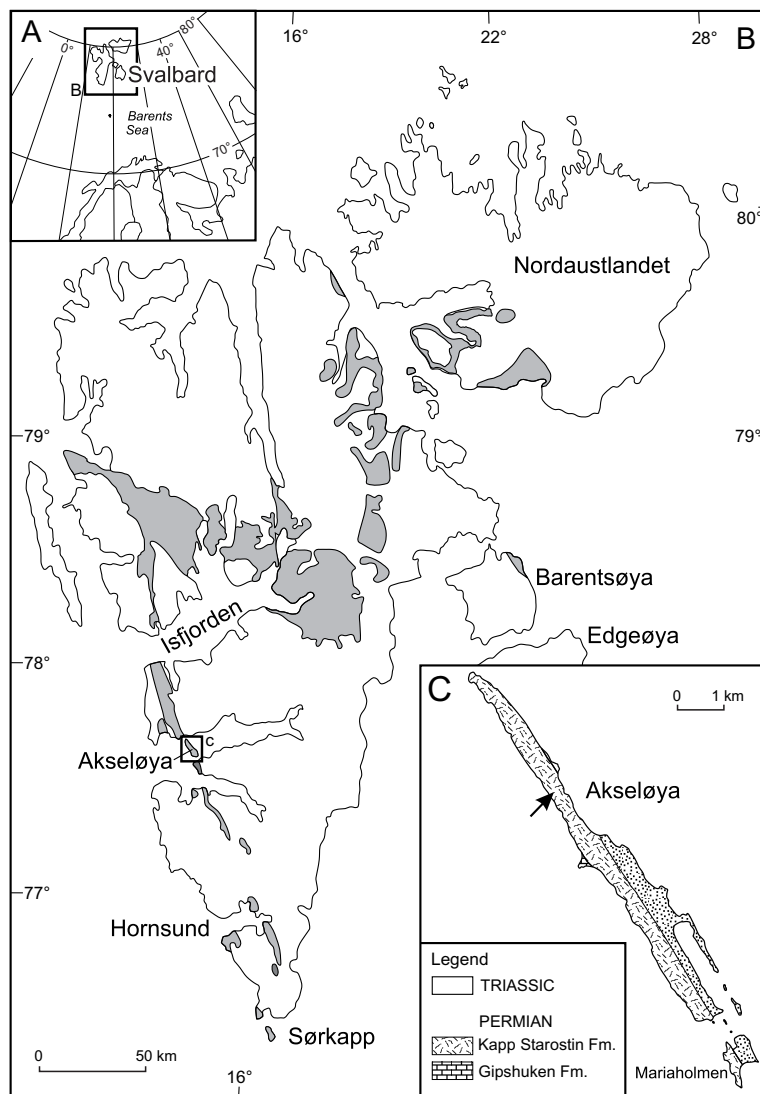 A
0°
40°
80°
Svalbard
B
Barents
Sea
70°
16°
22°
28°
B
80°
Nordaustlandet
79°
79°
Barentsøya
Isfjorden
Edgeøya
78°
C
0 1 km
c
Akseløya
Akseløya
77°
Hornsund
Legend
TRIASSIC
PERMIAN
Kapp Starostin Fm.
Gipshuken Fm.
Mariaholmen
Sørkapp
0 50 km
16°